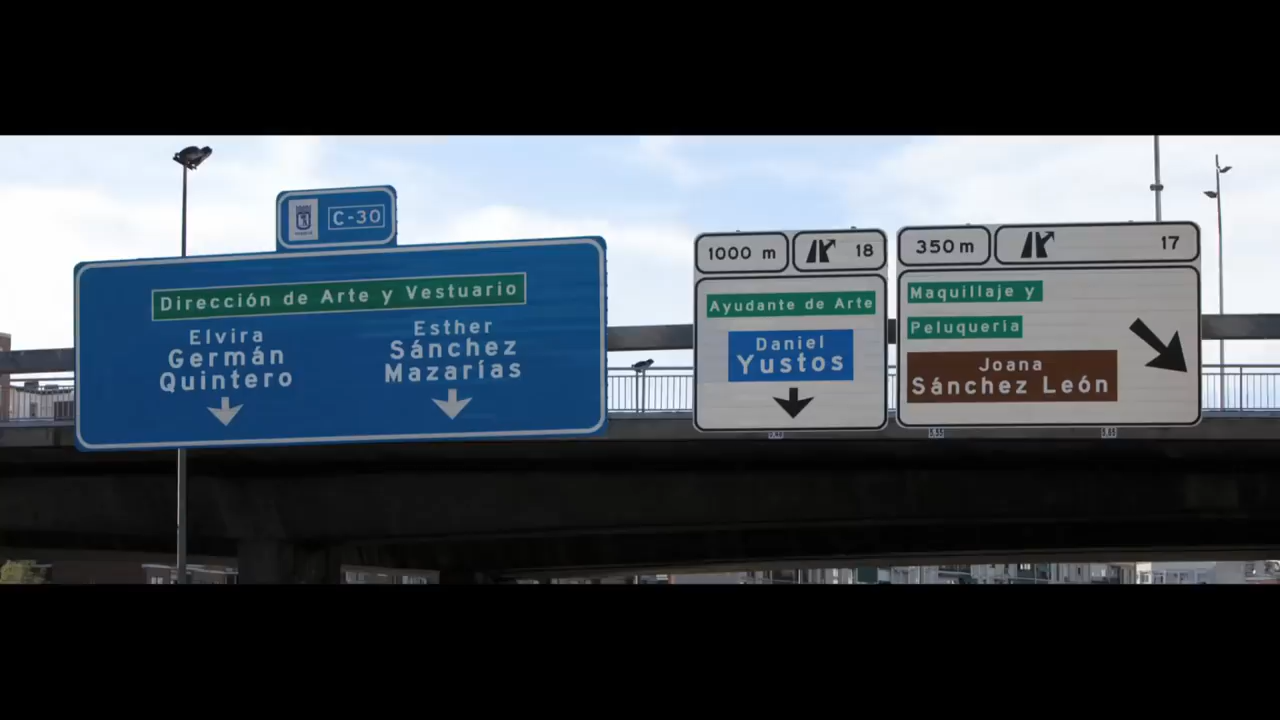 C-30
Dirección de Arte y Vestuario
Elvira
Germán
Quintero
Esther
Sánchez
Mazarías
1000 m
18
Ayudante de Arte
Daniel
Yustos
350 m
17
Maquillaje y
Peluqueria
Joana
Sánchez León